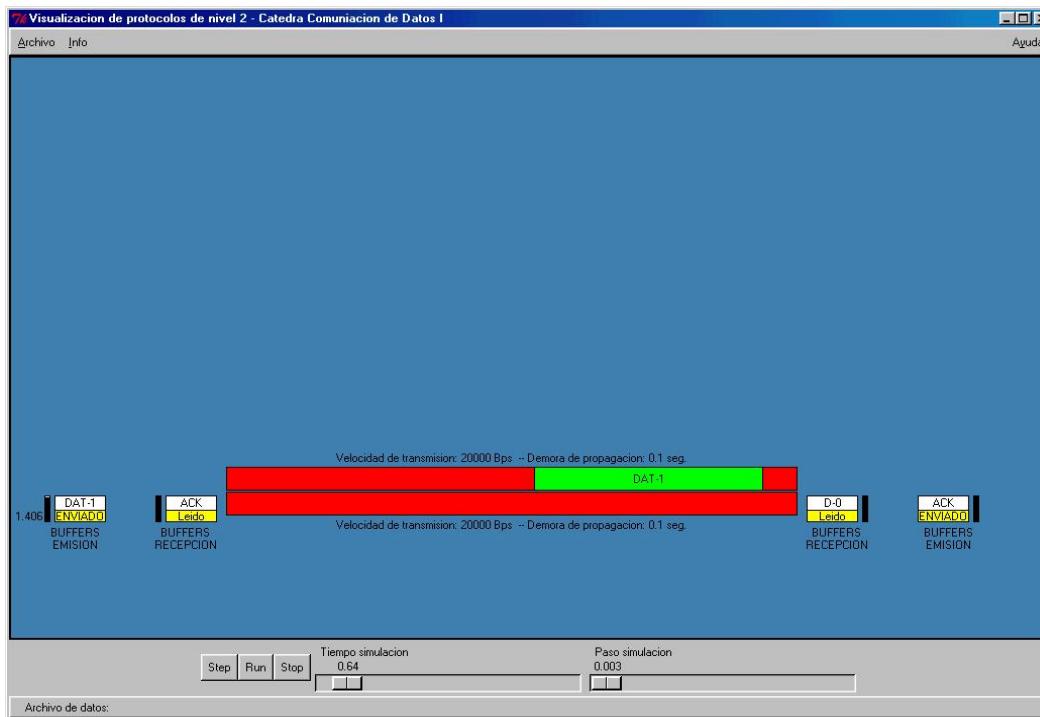 Visualizacion de protocolos de nivel 2 - Catedra Comuniacion de Datos I
Archivo Info Ayuda
Velocidad de transmision: 20000 Bps -- Demora de propagacion: 0.1 seg.
DAT-1
1.406
DAT-1
ENVIADO
BUFFERS
EMISION
ACK
Leido
BUFFERS
RECEPCION
Velocidad de transmision: 20000 Bps -- Demora de propagacion: 0.1 seg.
D-0
Leido
BUFFERS
RECEPCION
ACK
ENVIADO
BUFFERS
EMISION
Step Run Stop
Tiempo simulacion
0.64
Paso simulacion
0.003
Archivo de datos: